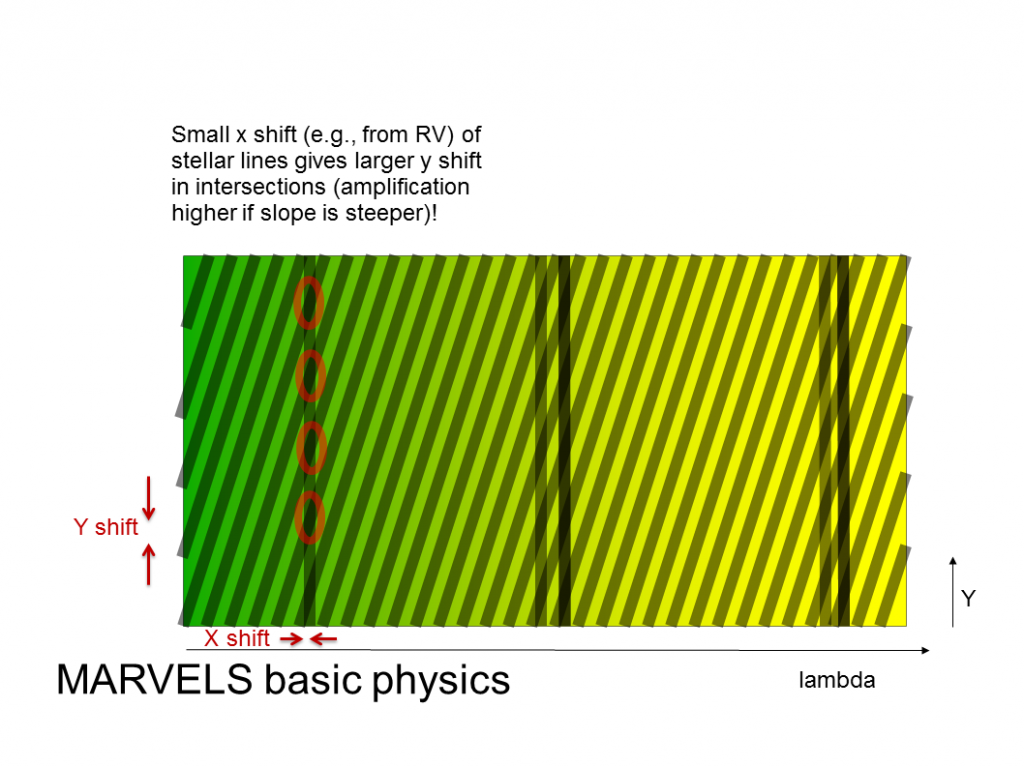 Small x shift (e.g., from RV) of
stellar lines gives larger y shift
in intersections (amplification
higher if slope is steeper)!
Y shift
Y
X shift
lambda
MARVELS basic physics